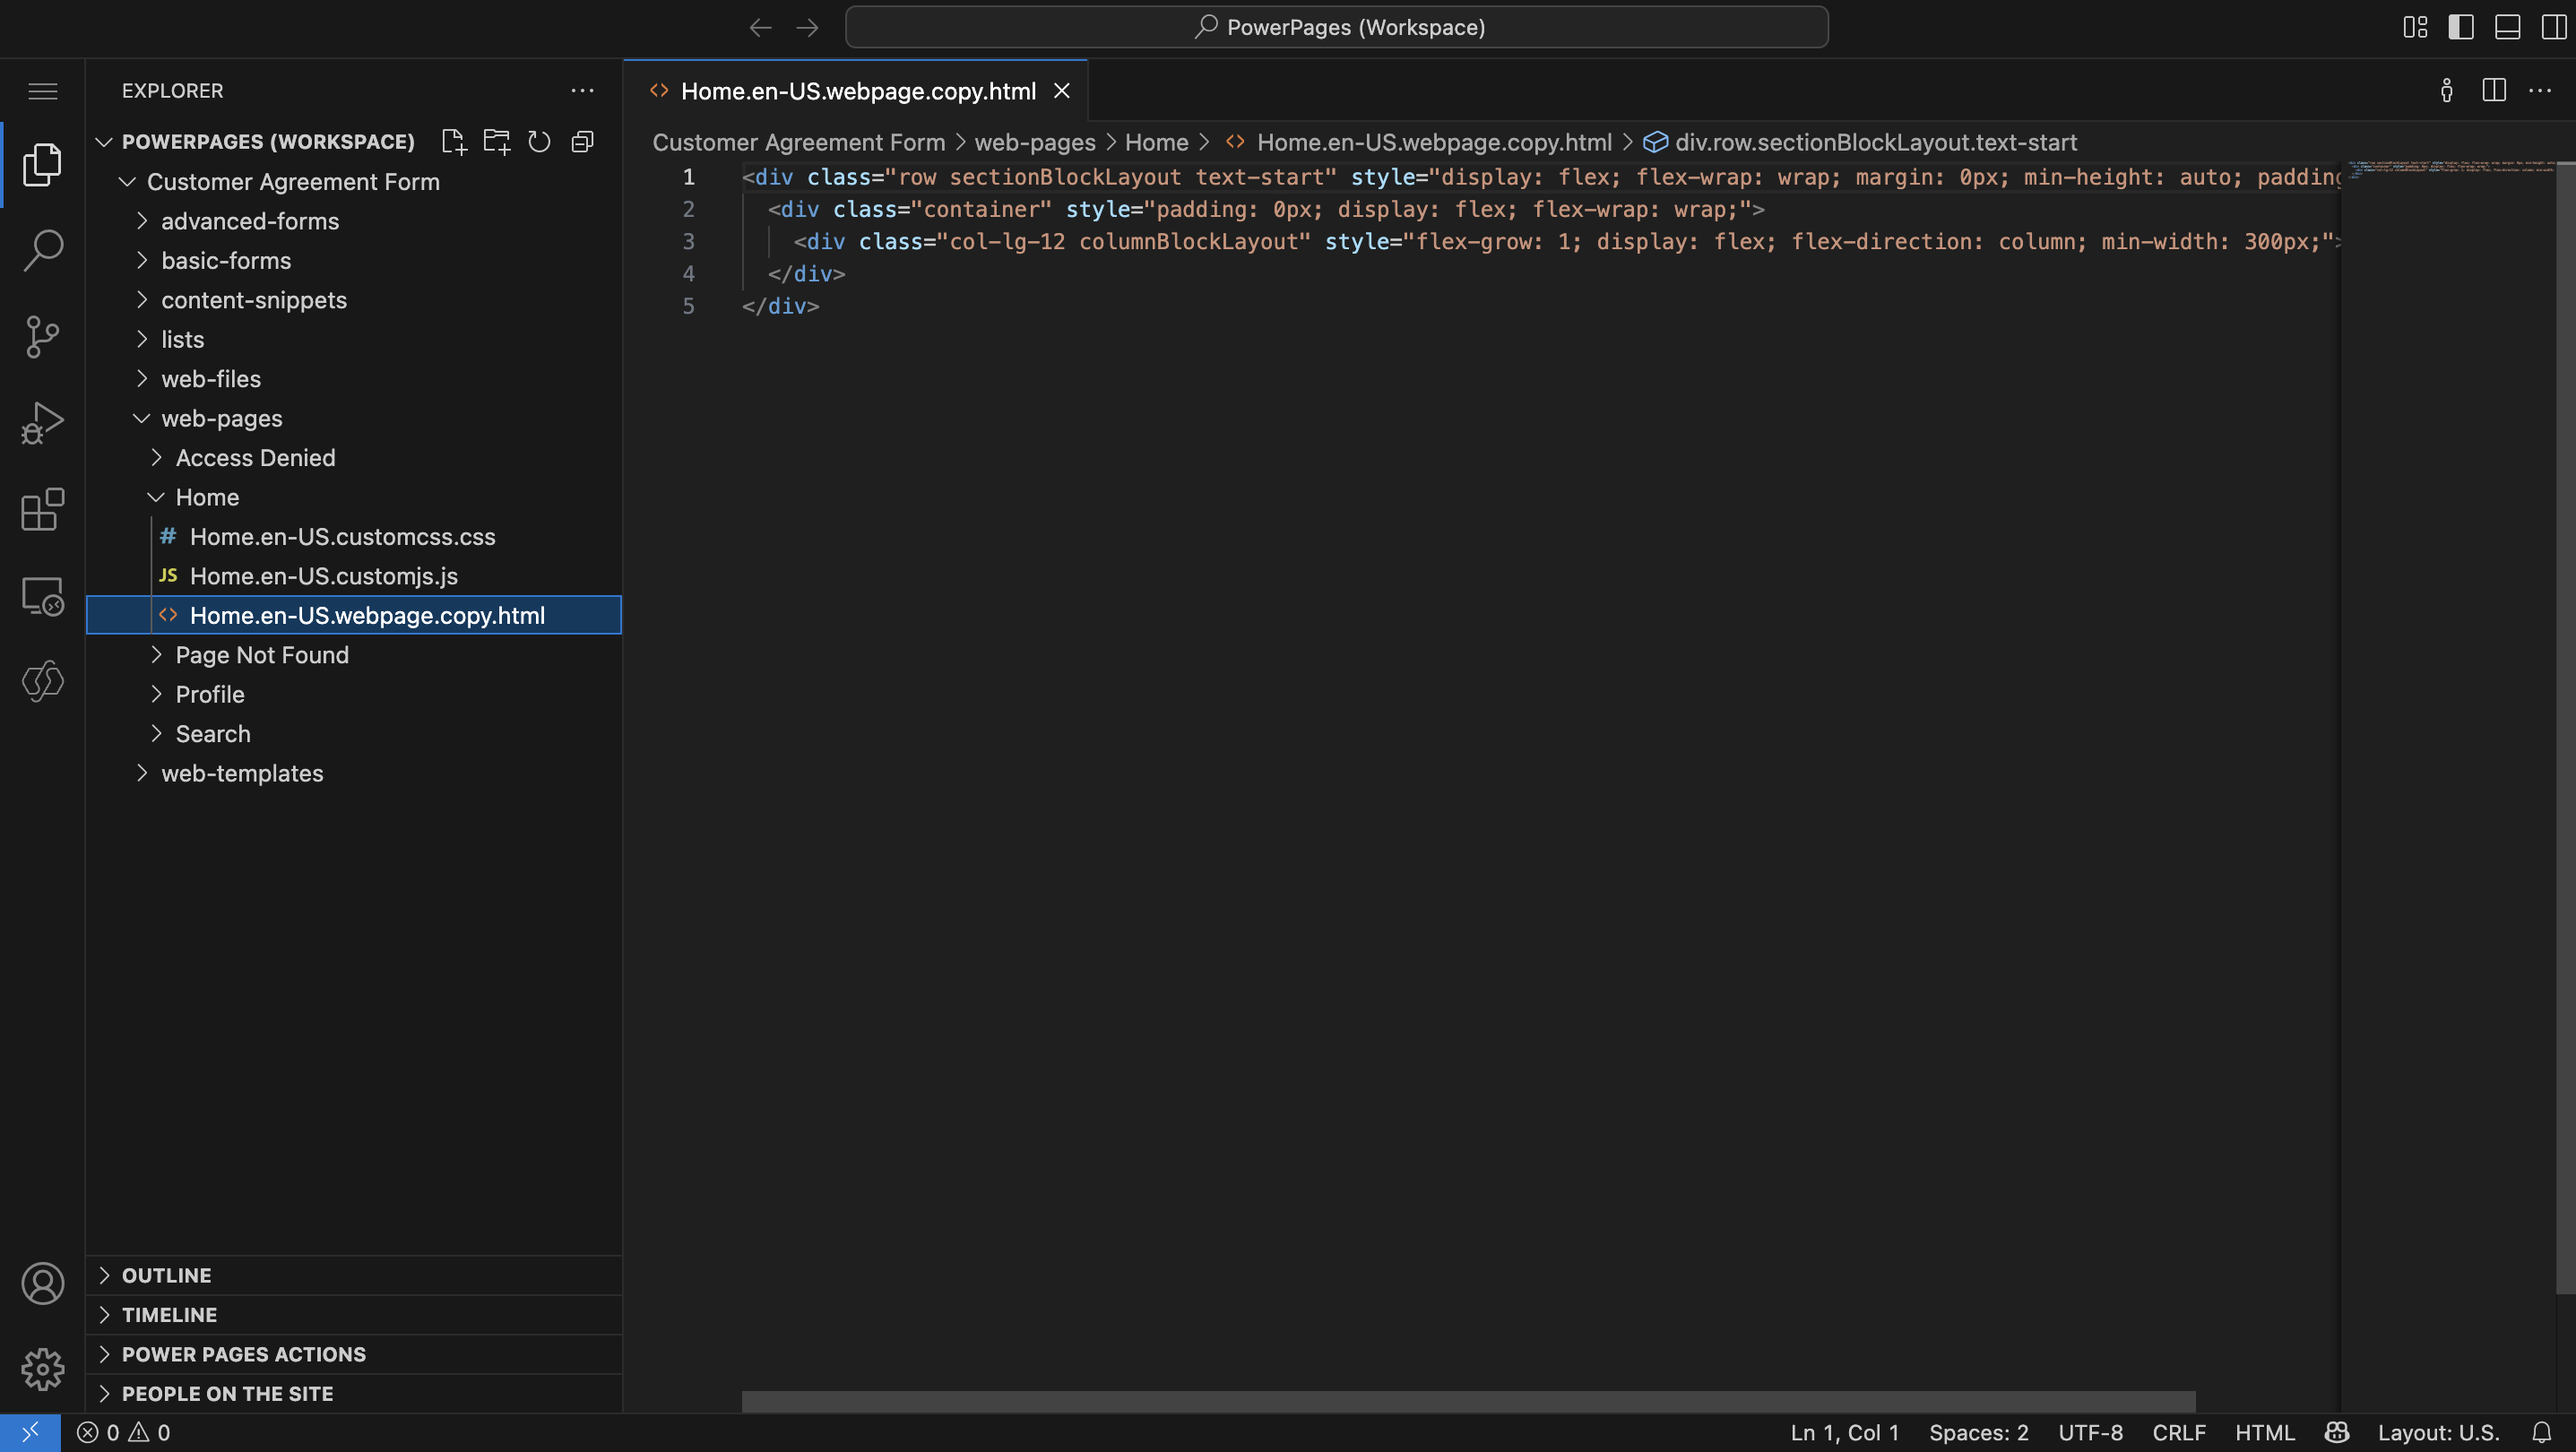 PowerPages (Workspace)
EXPLORER
POWERPAGES (WORKSPACE)
Customer Agreement Form
advanced-forms
basic-forms
content-snippets
lists
web-files
web-pages
Access Denied
Home
# Home.en-US.customcss.css
JS Home.en-US.customjs.js
<> Home.en-US.webpage.copy.html
Page Not Found
Profile
Search
web-templates
OUTLINE
TIMELINE
POWER PAGES ACTIONS
PEOPLE ON THE SITE
<> Home.en-US.webpage.copy.html
Customer Agreement Form > web-pages > Home > <> Home.en-US.webpage.copy.html > div.row.sectionBlockLayout.text-start
1 <div class="row sectionBlockLayout text-start" style="display: flex; flex-wrap: wrap; margin: 0px; min-height: auto; padding
2 <div class="container" style="padding: 0px; display: flex; flex-wrap: wrap;">
3 <div class="col-lg-12 columnBlockLayout" style="flex-grow: 1; display: flex; flex-direction: column; min-width: 300px;">
4 </div>
5 </div>
0 0
Ln 1, Col 1 Spaces: 2 UTF-8 CRLF HTML Layout: U.S.